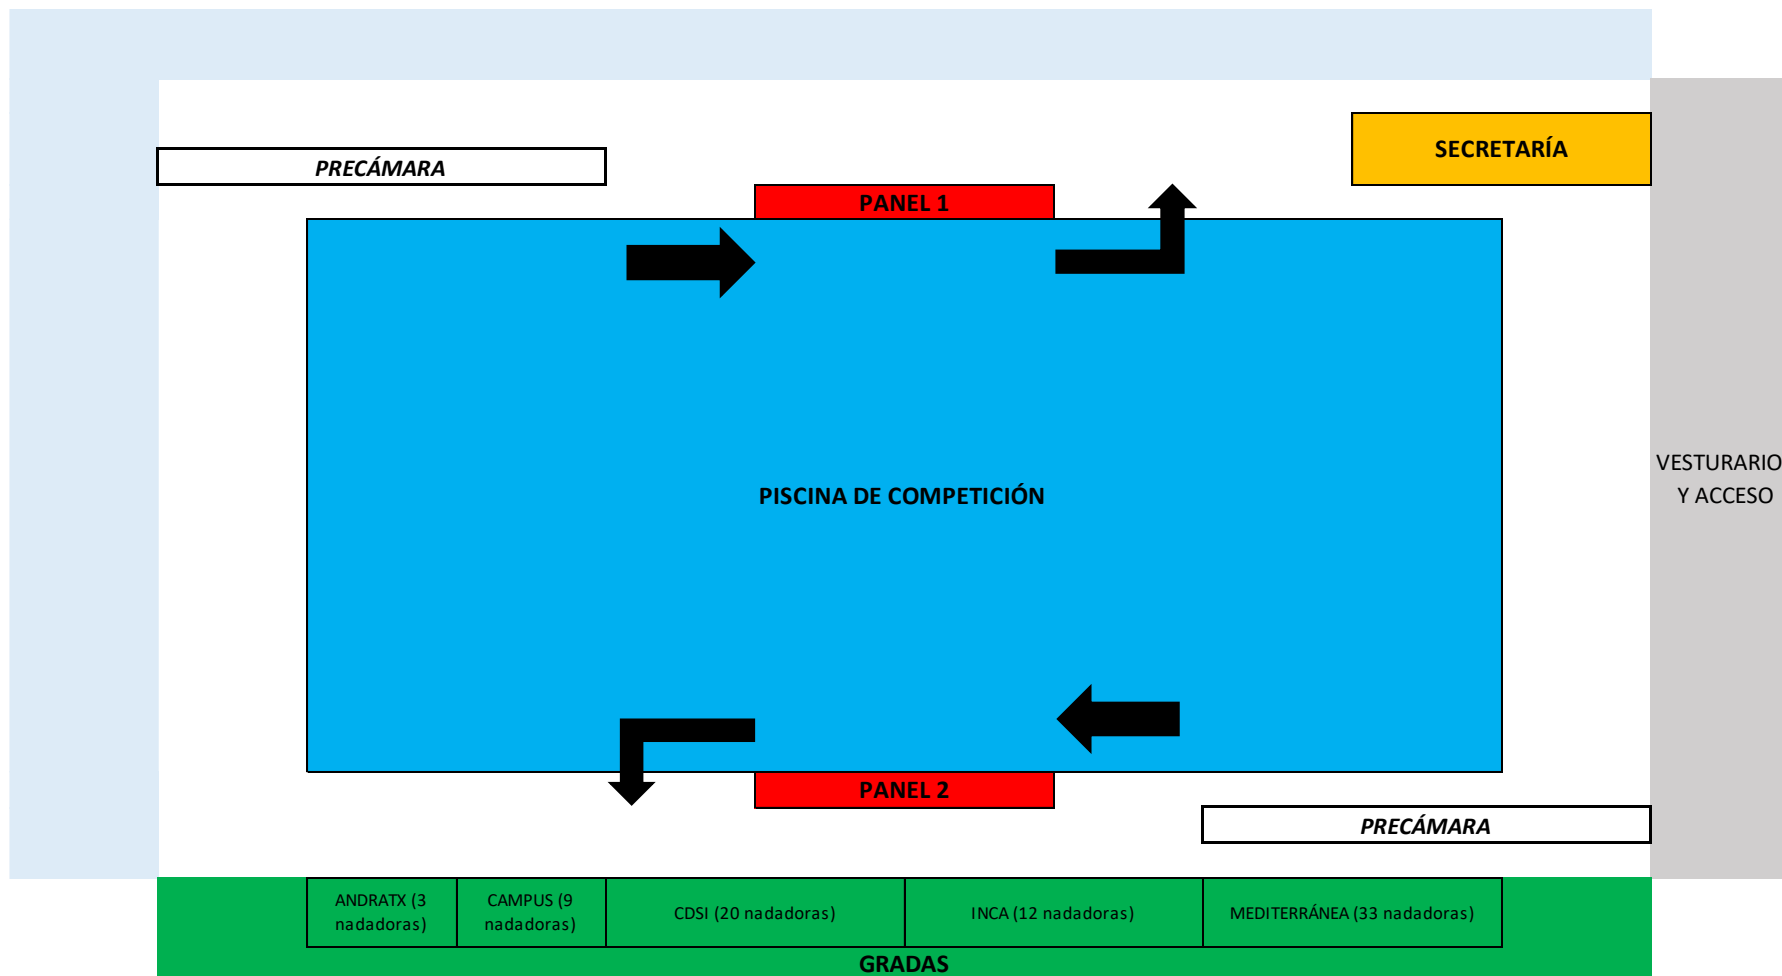 SECRETARÍA
PRECÁMARA
PANEL 1
VESTURARIO
Y ACCESO
PISCINA DE COMPETICIÓN
PANEL 2
PRECÁMARA
ANDRATX (3
nadadoras)
CAMPUS (9
nadadoras)
CDSI (20 nadadoras)
INCA (12 nadadoras)
MEDITERRÁNEA (33 nadadoras)
GRADAS